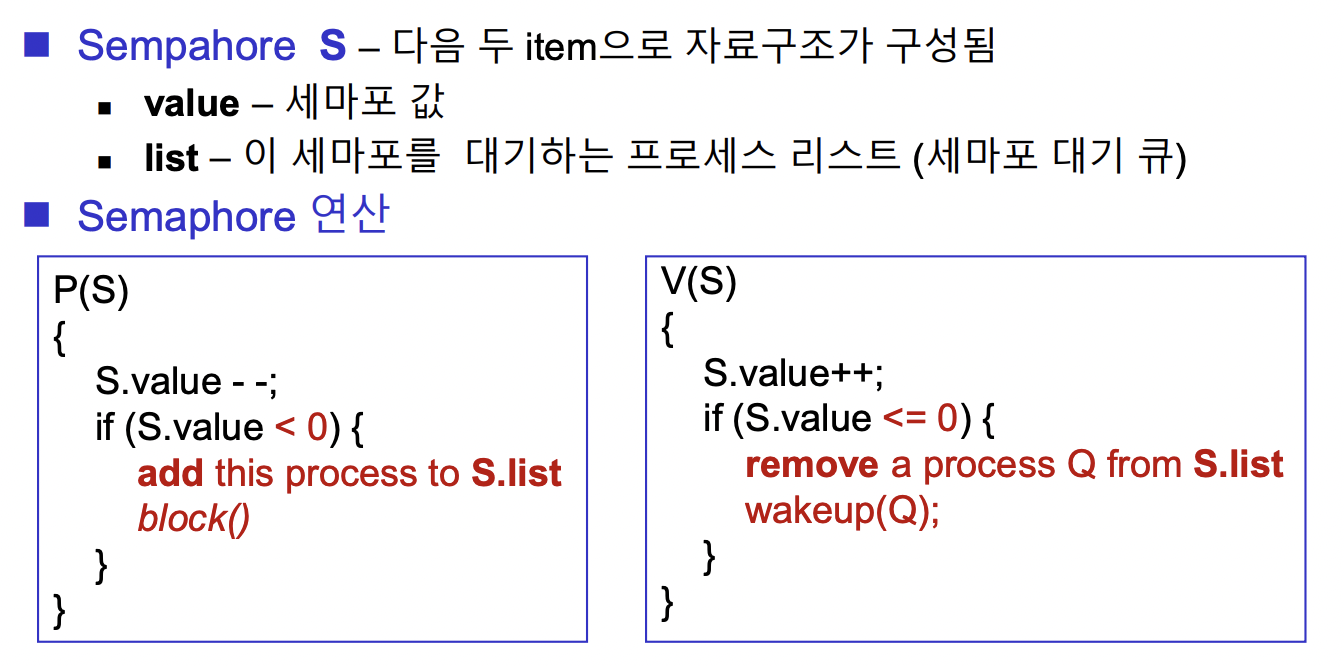 Sempahore S – 다음 두 item으로 자료구조가 구성됨
value – 세마포 값
list – 이 세마포를 대기하는 프로세스 리스트 (세마포 대기 큐)
Semaphore 연산
P(S)
{
S.value - -;
if (S.value < 0) {
add this process to S.list
block()
}
}
V(S)
{
S.value++;
if (S.value <= 0) {
remove a process Q from S.list
wakeup(Q);
}
}